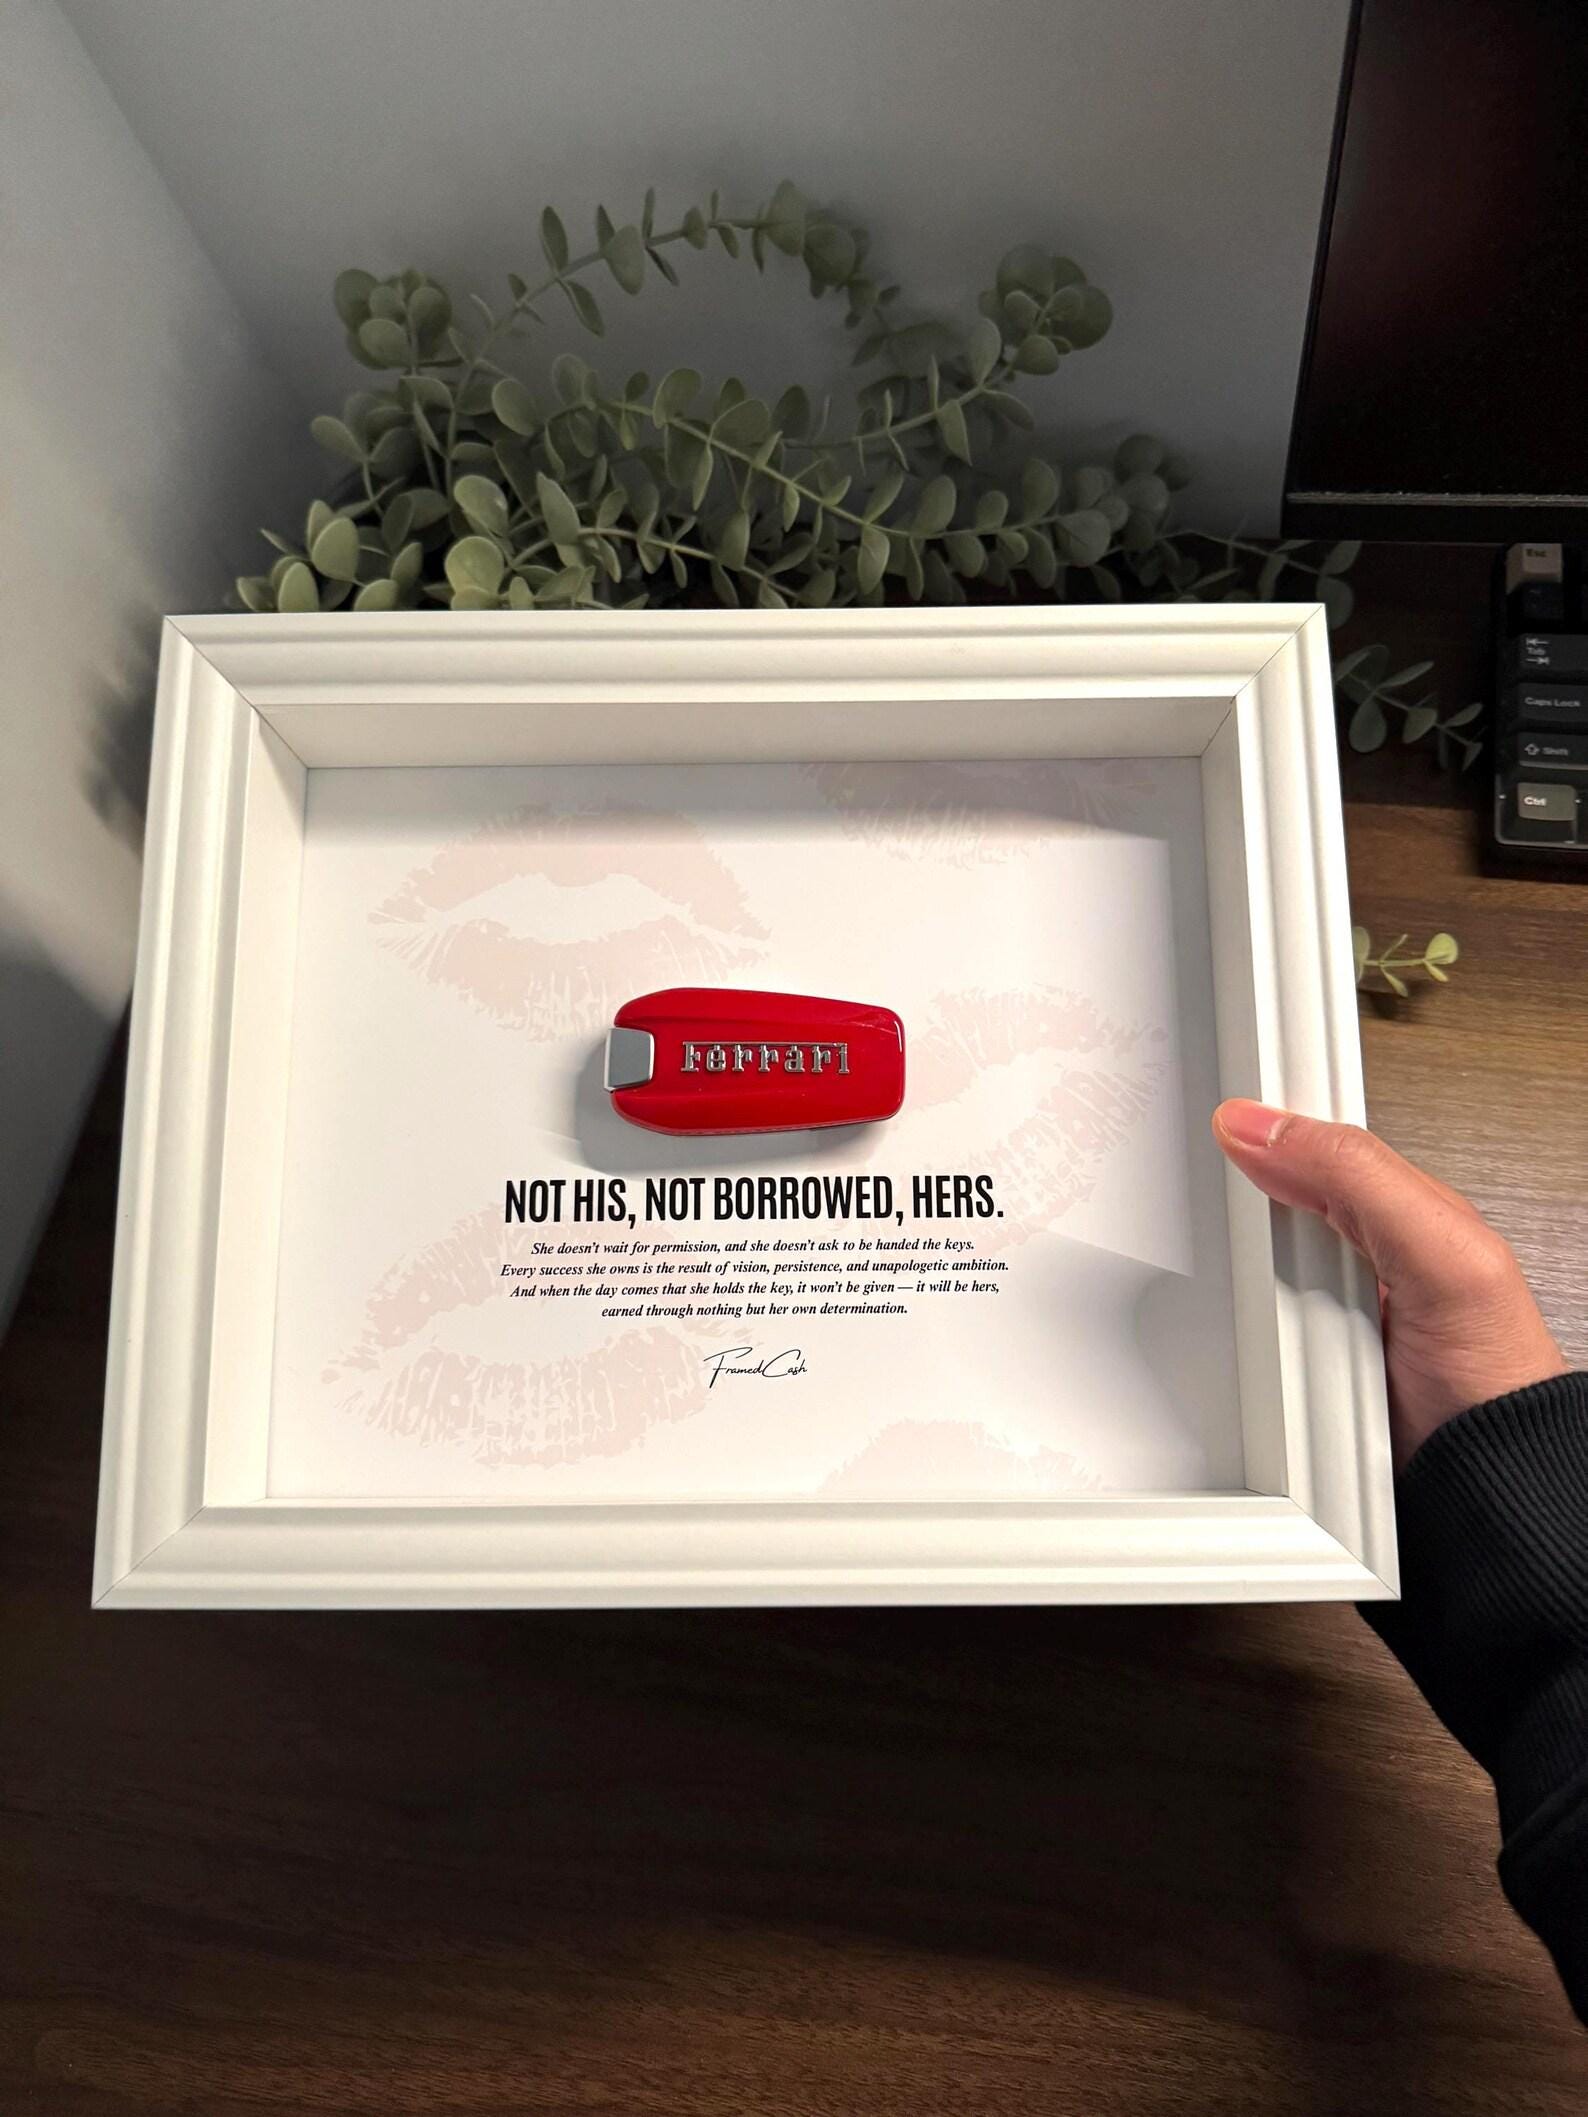 Esc
Tab
Caps Lock
Shift
Ctrl
Ferrari
NOT HIS, NOT BORROWED, HERS.
She doesn't wait for permission, and she doesn't ask to be handed the keys.
Every success she owns is the result of vision, persistence, and unapologetic ambition.
And when the day comes that she holds the key, it won't be given — it will be hers,
earned through nothing but her own determination.
FramedCash